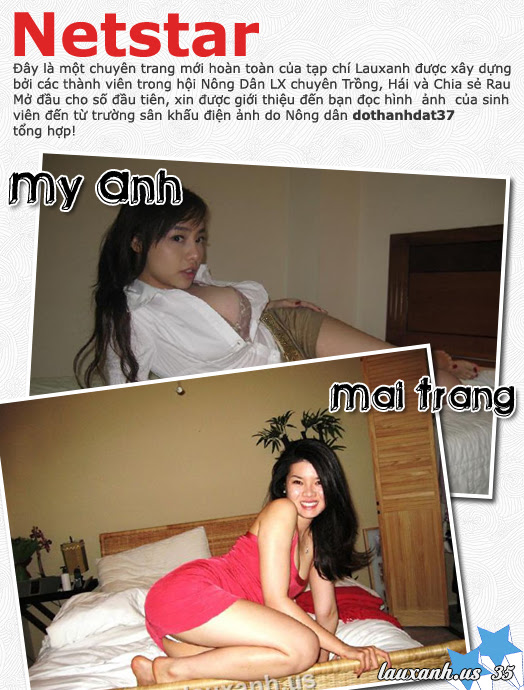 Netstar
Đây là một chuyên trang mới hoàn toàn của tạp chí Lauxanh được xây dựng
bởi các thành viên trong hội Nông Dân LX chuyên Trồng, Hái và Chia sẻ Rau
Mở đầu cho số đầu tiên, xin được giới thiệu đến bạn đọc hình ảnh của sinh
viên đến từ trường sân khấu điện ảnh do Nông dân dothanhdat37
tổng hợp!
my anh
mai trang
lauxanh.us 35
lauxanh.us